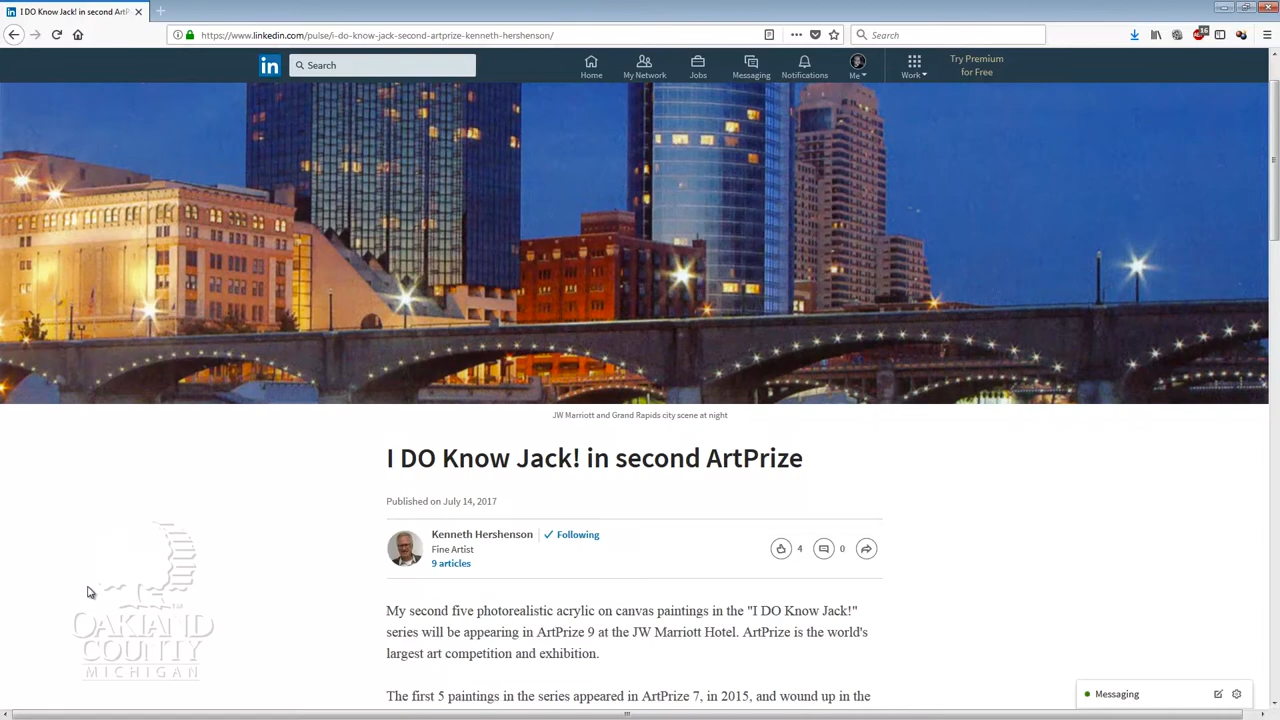 I DO Know Jack! in second ArtP
https://www.linkedin.com/pulse/i-do-know-jack-second-artprize-kenneth-hershenson/
Search
16
in
Search
Home
My Network
Jobs
Messaging
Notifications
Me
Work
Try Premium
for Free
JW Marriott and Grand Rapids city scene at night
I DO Know Jack! in second ArtPrize
Published on July 14, 2017
Kenneth Hershenson
Following
Fine Artist
9 articles
4
0
My second five photorealistic acrylic on canvas paintings in the "I DO Know Jack!"
series will be appearing in ArtPrize 9 at the JW Marriott Hotel. ArtPrize is the world's
largest art competition and exhibition.
The first 5 paintings in the series appeared in ArtPrize 7, in 2015, and wound up in the
OAKLAND
COUNTY
MICHIGAN
Messaging